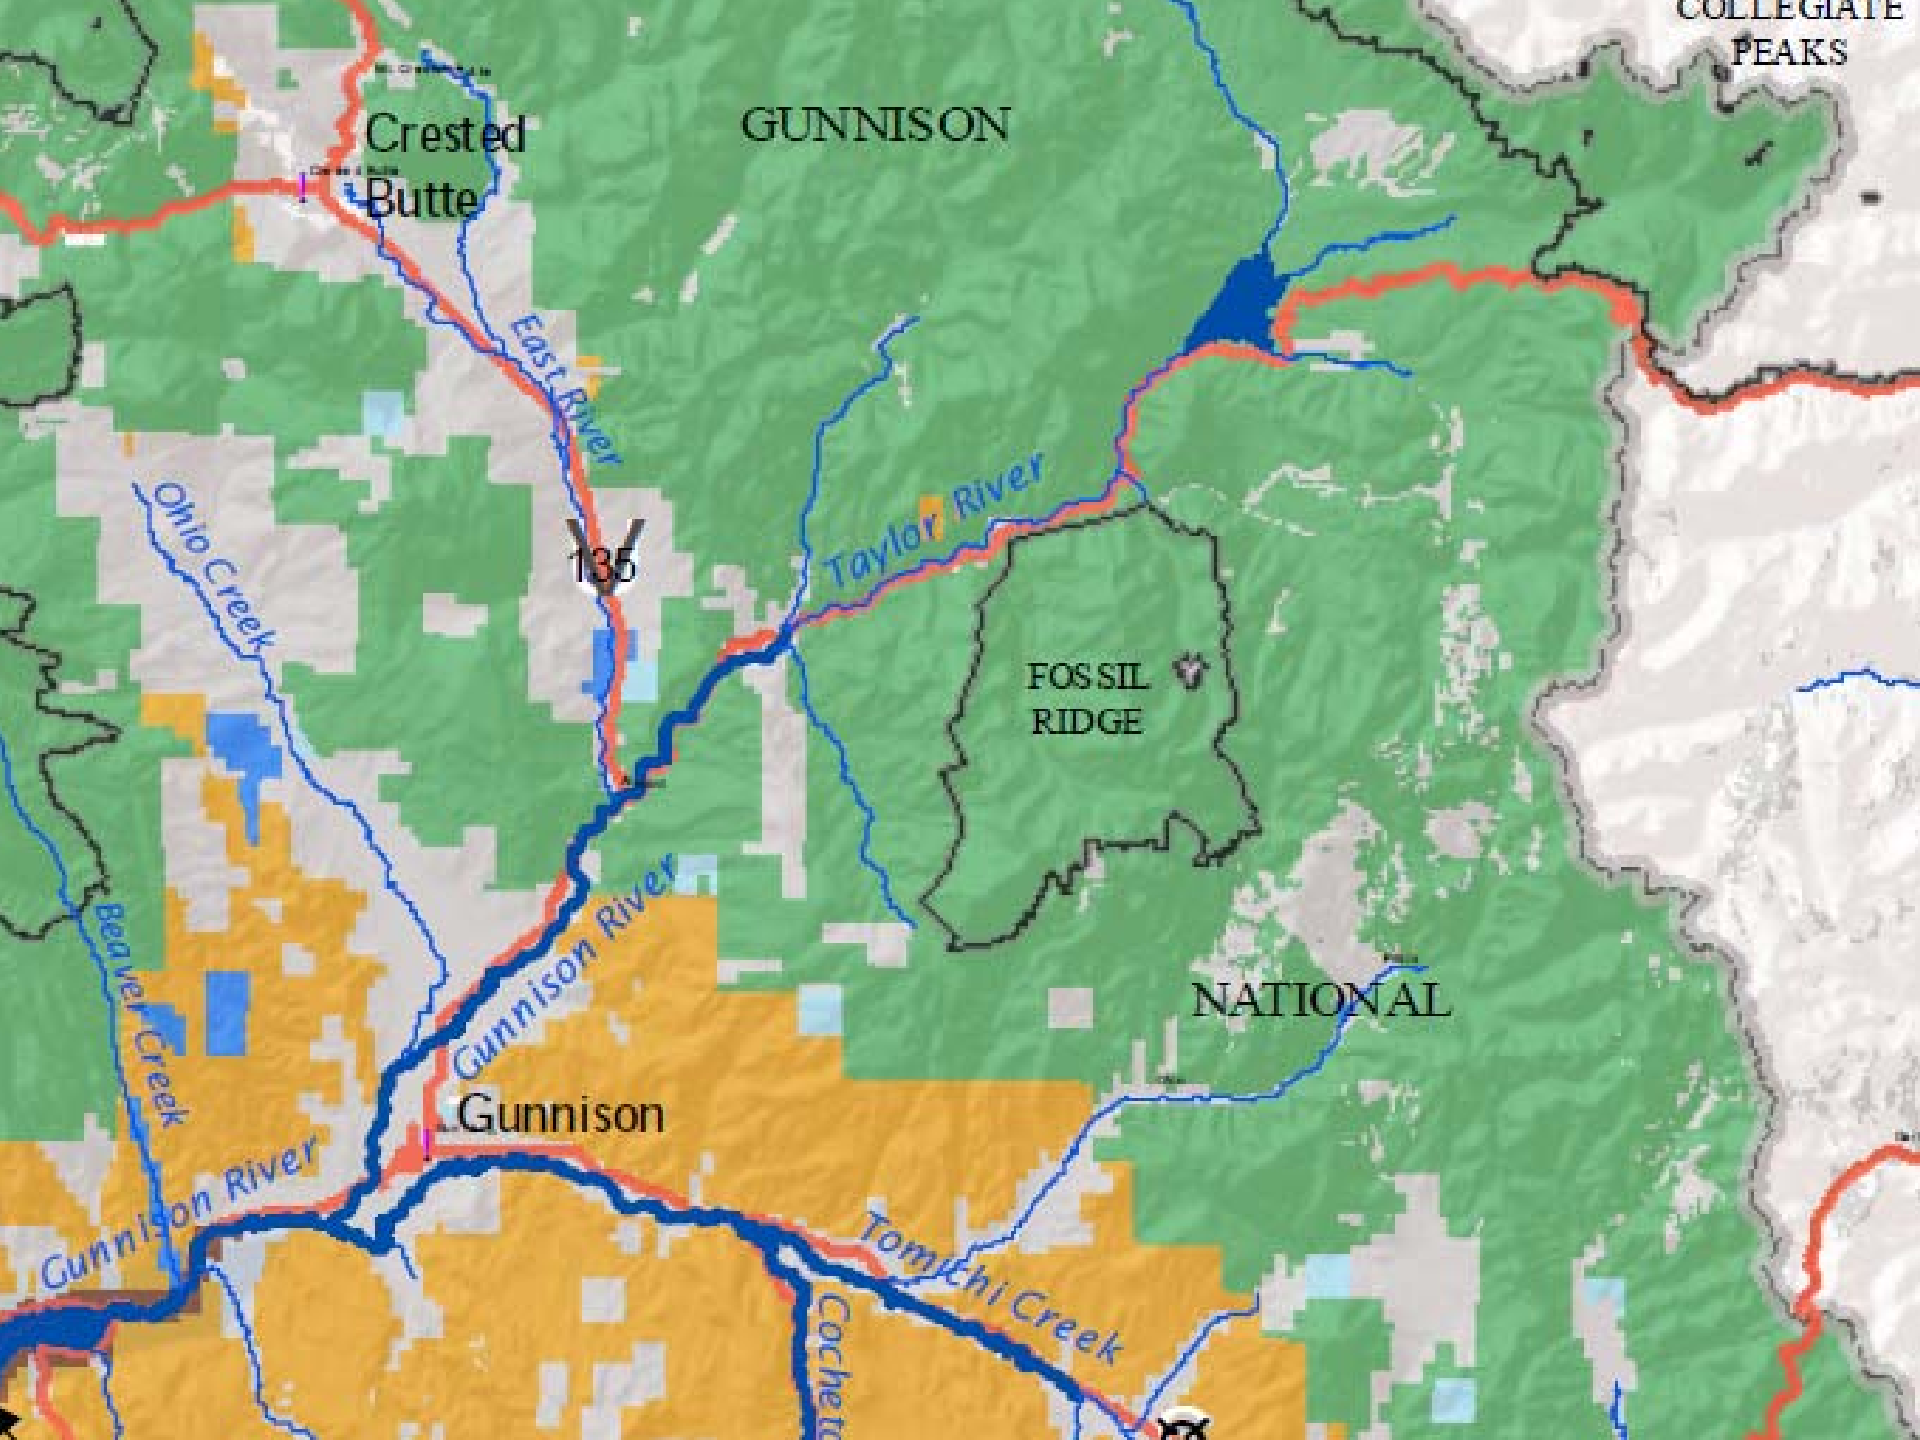 COLLEGIATE
PEAKS
GUNNISON
Crested
Butte
East River
Ohio Creek
Taylor River
135
FOSSIL
RIDGE
Gunnison River
Beaver Creek
NATIONAL
Gunnison
Gunnison River
Tomichi Creek